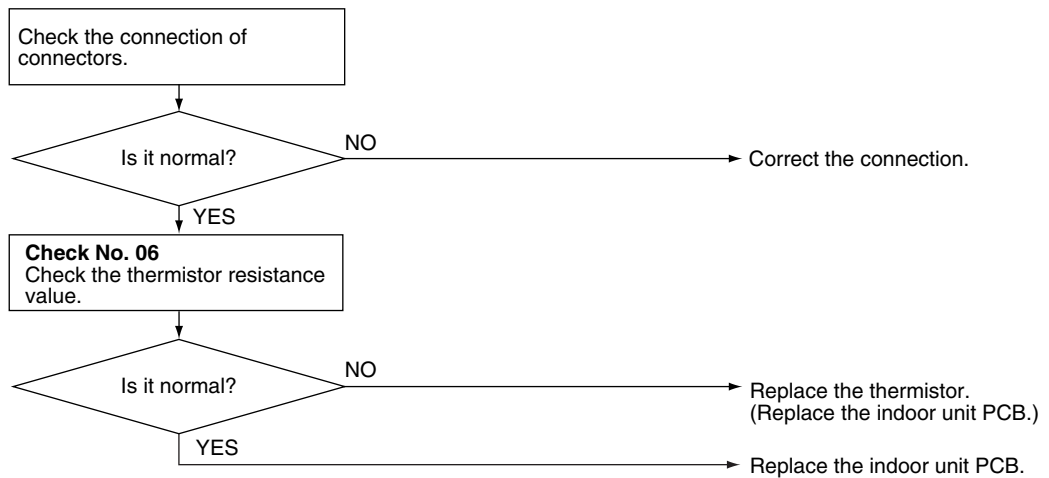 Check the connection of
connectors.
Is it normal?
NO
Correct the connection.
YES
Check No. 06
Check the thermistor resistance
value.
Is it normal?
NO
Replace the thermistor.
(Replace the indoor unit PCB.)
YES
Replace the indoor unit PCB.